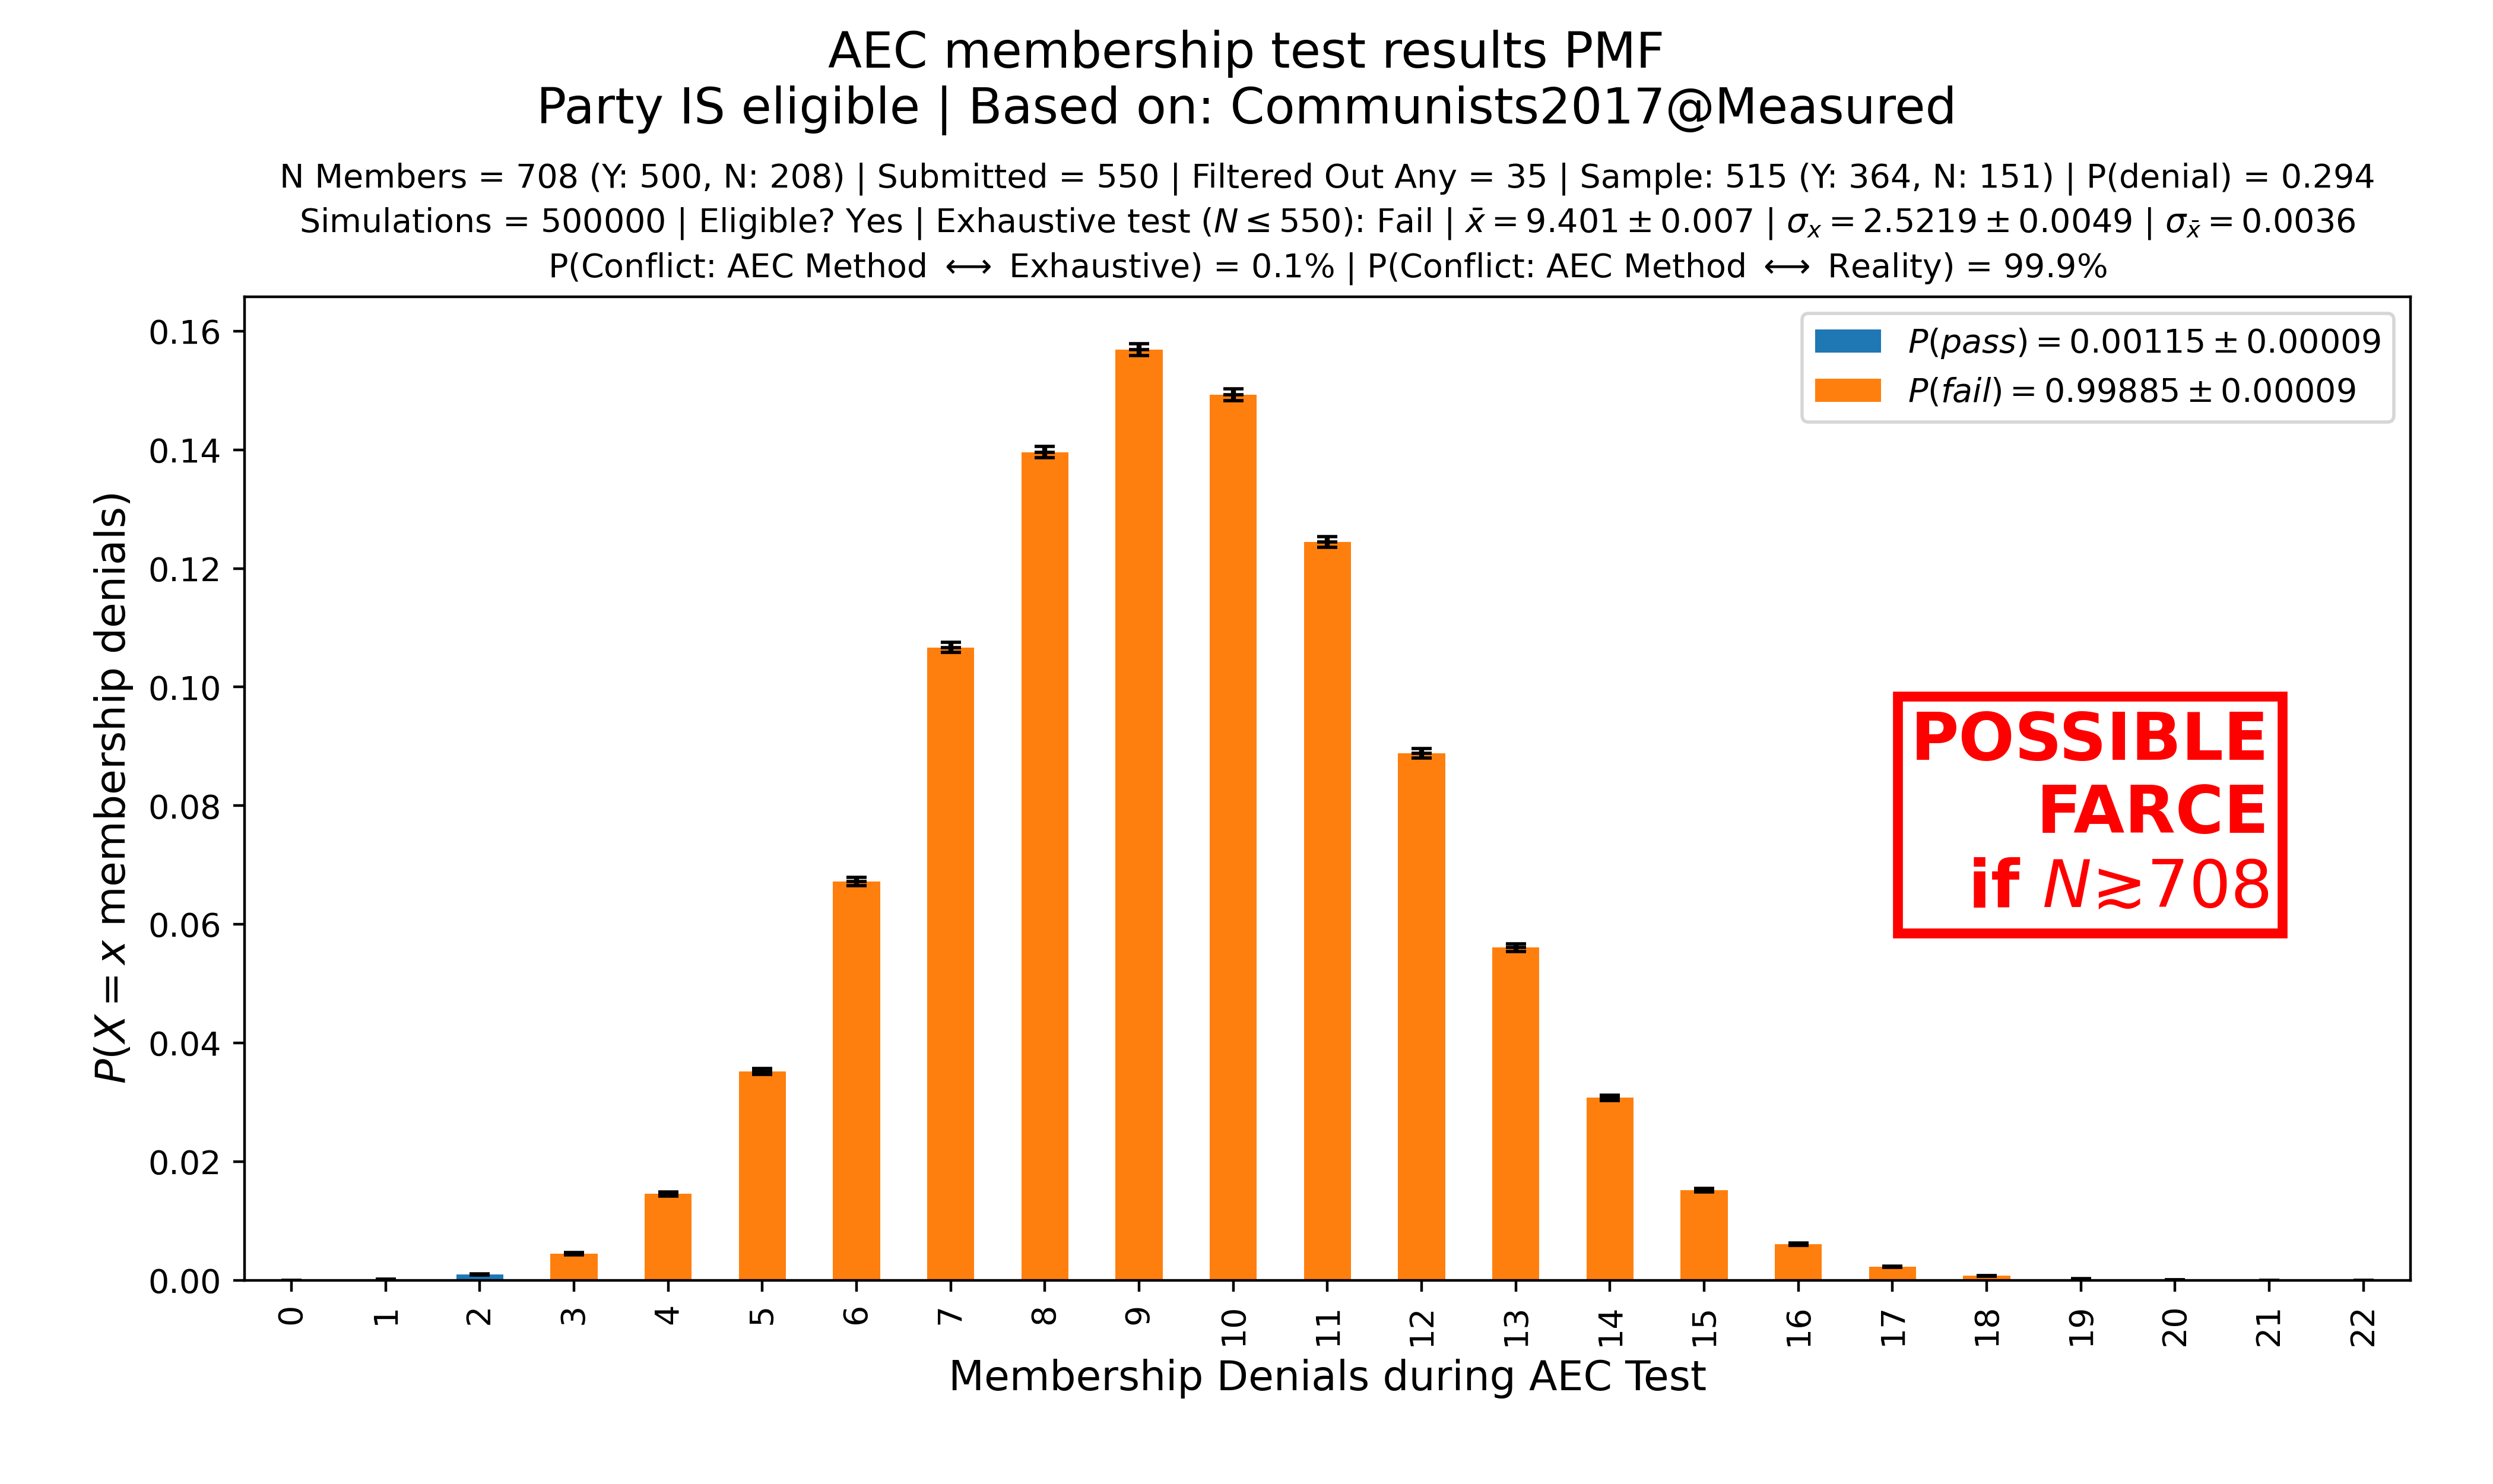 AEC membership test results PMF
Party IS eligible | Based on: Communists2017@Measured
N Members = 708 (Y: 500, N: 208) | Submitted = 550 | Filtered Out Any = 35 | Sample: 515 (Y: 364, N: 151) | P(denial) = 0.294
Simulations = 500000 | Eligible? Yes | Exhaustive test (N ≤ 550): Fail | x̄ = 9.401 ± 0.007 | σₓ = 2.5219 ± 0.0049 | σ_x̄ = 0.0036
P(Conflict: AEC Method ⟷ Exhaustive) = 0.1% | P(Conflict: AEC Method ⟷ Reality) = 99.9%
P(pass) = 0.00115 ± 0.00009
P(fail) = 0.99885 ± 0.00009
POSSIBLE
FARCE
if N⪞708
P(X = x membership denials)
0.16
0.14
0.12
0.10
0.08
0.06
0.04
0.02
0.00
0 1 2 3 4 5 6 7 8 9 10 11 12 13 14 15 16 17 18 19 20 21 22
Membership Denials during AEC Test